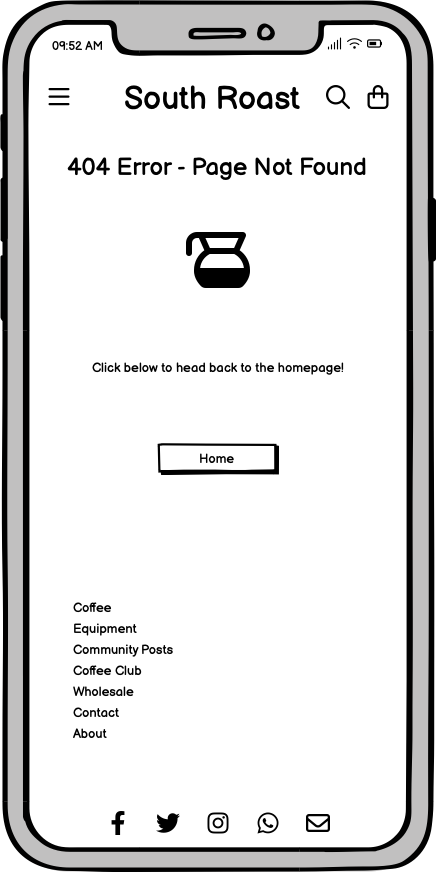 09:52 AM
South Roast
404 Error - Page Not Found
Click below to head back to the homepage!
Home
Coffee
Equipment
Community Posts
Coffee Club
Wholesale
Contact
About